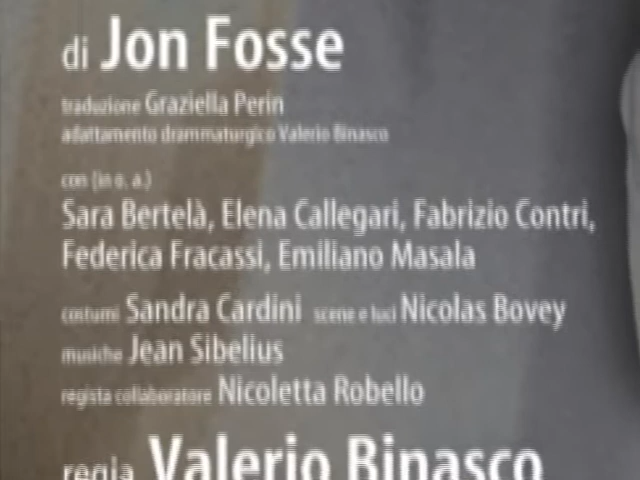 di Jon Fosse
traduzione Graziella Perin
adattamento drammaturgico Valerio Binasco
con (in o. a.)
Sara Bertelà, Elena Callegari, Fabrizio Contri,
Federica Fracassi, Emiliano Masala
costumi Sandra Cardini scene e luci Nicolas Bovey
musiche Jean Sibelius
regista collaboratore Nicoletta Robello
regia Valerio Binasco